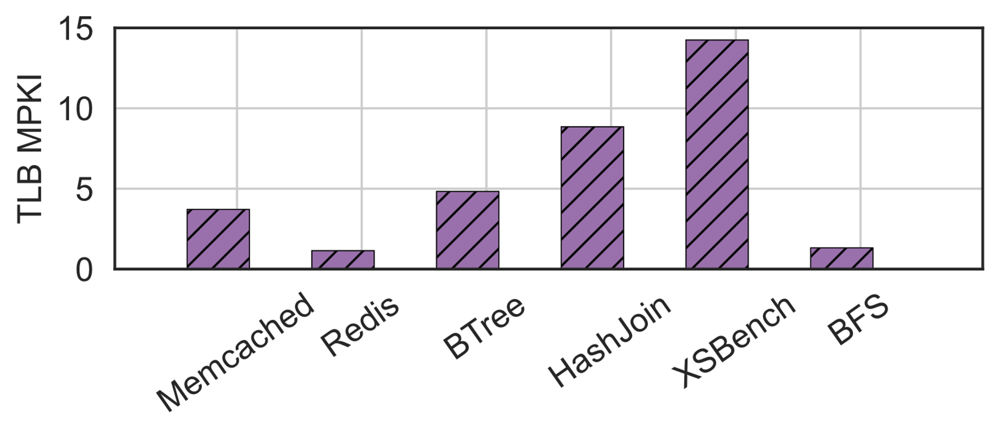 TLB MPKI
15
10
5
0
Memcached
Redis
BTree
HashJoin
XSBench
BFS